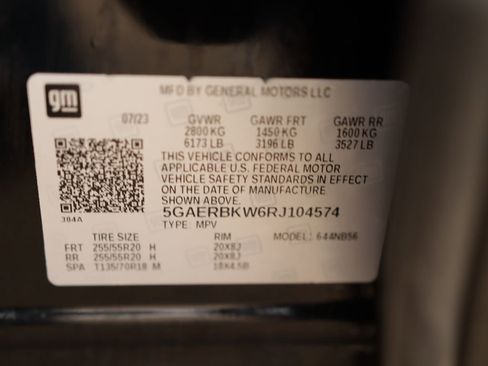 gm
MFD BY GENERAL MOTORS LLC
07/23 GVWR GAWR FRT GAWR RR
2800 KG 1450 KG 1600 KG
6173 LB 3196 LB 3527 LB
THIS VEHICLE CONFORMS TO ALL
APPLICABLE U.S. FEDERAL MOTOR
VEHICLE SAFETY STANDARDS IN EFFECT
ON THE DATE OF MANUFACTURE
SHOWN ABOVE.
384A
5GAERBKW6RJ104574
TYPE: MPV MODEL: 644NB56
TIRE SIZE RIM
FRT 255/55R20 H 20X8J
RR 255/55R20 H 20X8J
SPA T135/70R18 M 18X4.5B